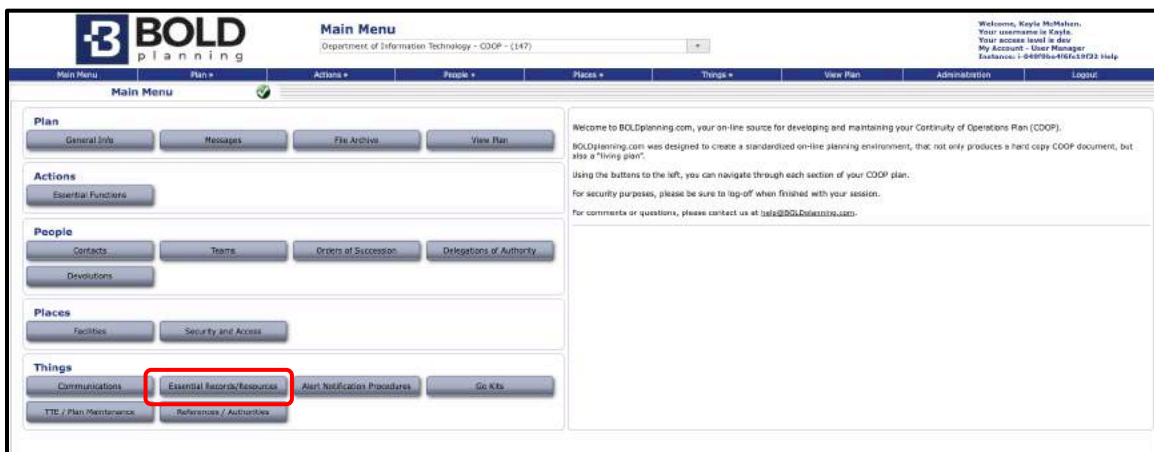 BOLD
planning
Main Menu
Department of Information Technology - COOP - (147)
Welcome, Kayla McMahen.
Your username is Kayla.
Your access level is dev
My Account - User Manager
Main Menu
Plan
Actions
People
Places
Things
View Plan
Administration
Logout
Main Menu
Plan
General Info
Messages
File Archive
View Plan
Actions
Essential Functions
People
Contacts
Teams
Orders of Succession
Delegations of Authority
Devolutions
Places
Facilities
Security and Access
Things
Communications
Essential Records/Resources
Alert Notification Procedures
Go Kits
TTE / Plan Maintenance
References / Authorities
Welcome to BOLDplanning.com, your on-line source for developing and maintaining your Continuity of Operations Plan (COOP).
BOLDplanning.com was designed to create a standardized on-line planning environment, that not only produces a hard copy COOP document, but
also a "living plan".
Using the buttons to the left, you can navigate through each section of your COOP plan.
For security purposes, please be sure to log-off when finished with your session.
For comments or questions, please contact us at help@BOLDplanning.com.